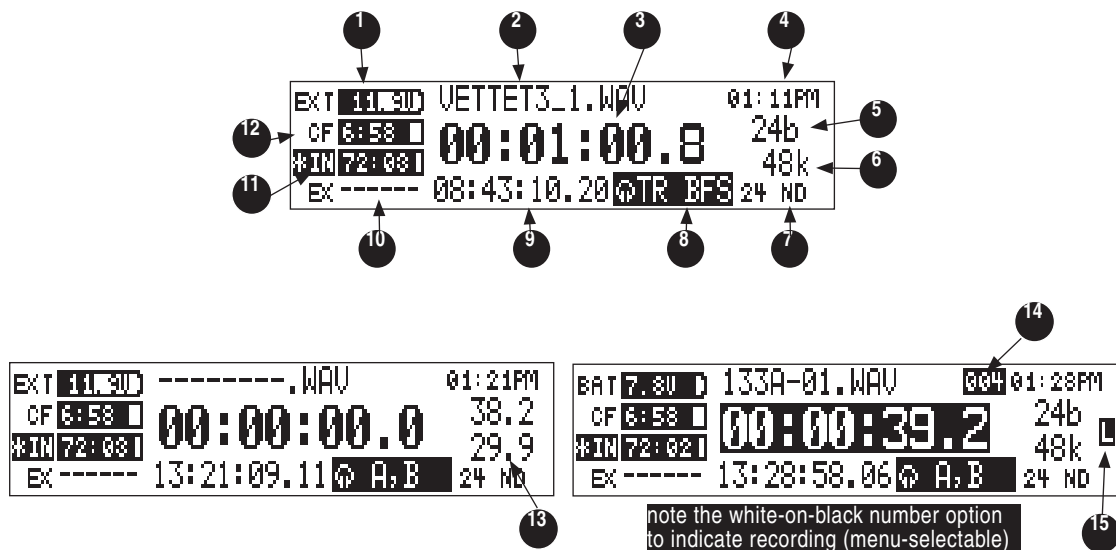 1 2 3 4
EXT 11.9V VETTET3_1.WAV 01:11PM
12 CF 6:58 00:01:00.8 24b 5
11 *IN 72:03 48k 6
EX ------ 08:43:10.20 TR BFS 24 ND
10 9 8 7
14
EXT 11.9V --------.WAV 01:21PM
CF 6:58 00:00:00.0 38.2
*IN 72:03 29.9
EX ------ 13:21:09.11 A,B 24 ND
13
BAT 7.8V 133A-01.WAV 004 01:28PM
CF 6:58 00:00:39.2 24b
*IN 72:02 48k L
EX ------ 13:28:58.06 A,B 24 ND
15
note the white-on-black number option
to indicate recording (menu-selectable)